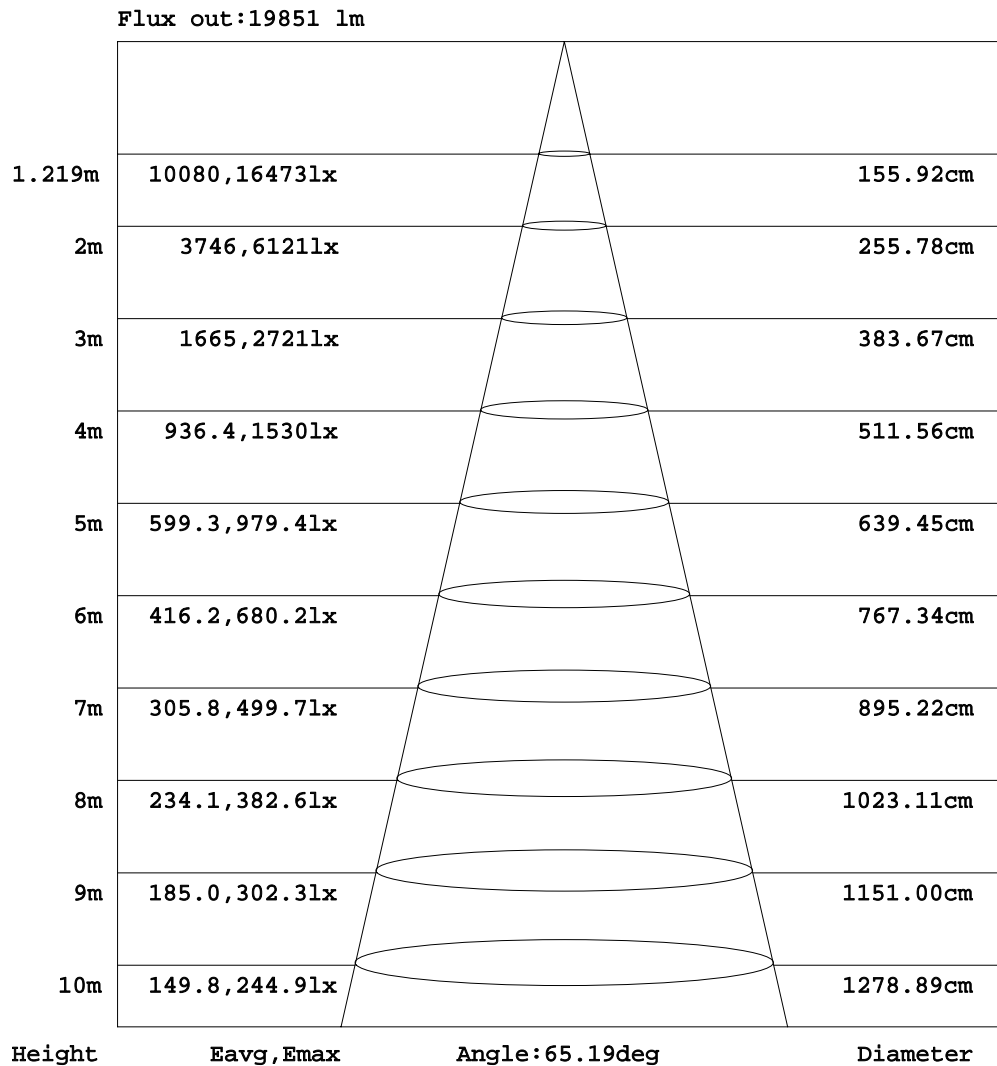 Flux out:19851 lm
1.219m 10080,16473lx 155.92cm
2m 3746,6121lx 255.78cm
3m 1665,2721lx 383.67cm
4m 936.4,1530lx 511.56cm
5m 599.3,979.4lx 639.45cm
6m 416.2,680.2lx 767.34cm
7m 305.8,499.7lx 895.22cm
8m 234.1,382.6lx 1023.11cm
9m 185.0,302.3lx 1151.00cm
10m 149.8,244.9lx 1278.89cm
Height Eavg,Emax Angle:65.19deg Diameter